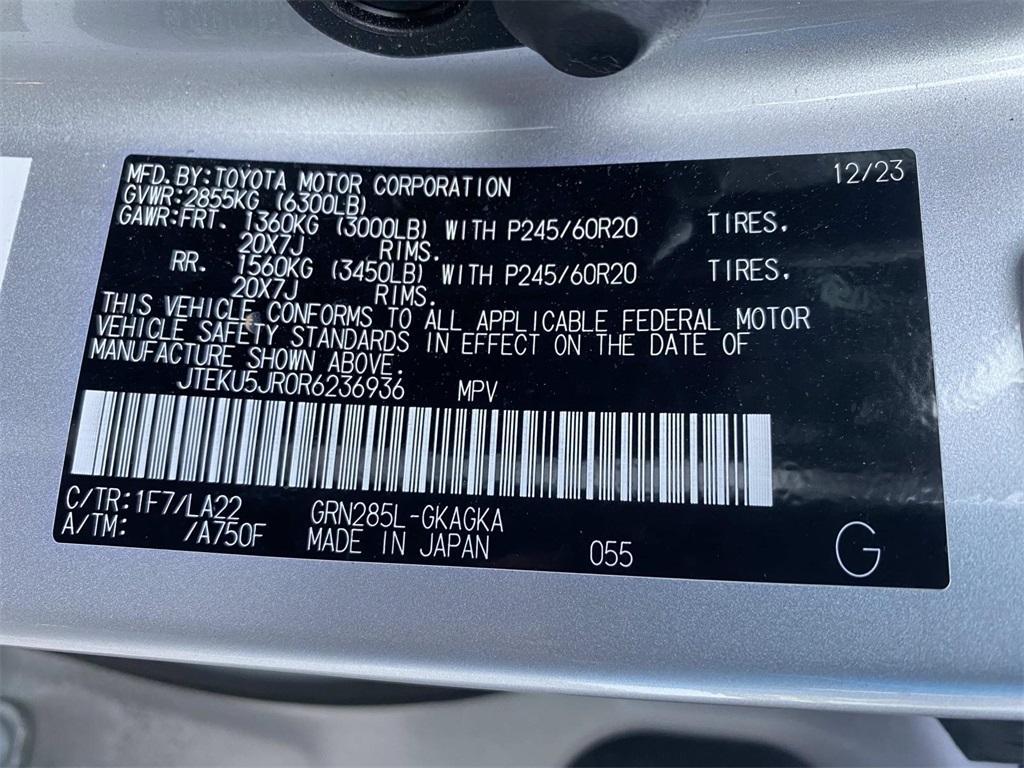 MFD. BY: TOYOTA MOTOR CORPORATION 12/23
GVWR: 2855KG (6300LB)
GAWR: FRT. 1360KG (3000LB) WITH P245/60R20 TIRES.
20X7J RIMS.
RR. 1560KG (3450LB) WITH P245/60R20 TIRES.
20X7J RIMS.
THIS VEHICLE CONFORMS TO ALL APPLICABLE FEDERAL MOTOR
VEHICLE SAFETY STANDARDS IN EFFECT ON THE DATE OF
MANUFACTURE SHOWN ABOVE.
JTEKU5JR0R6236936 MPV
C/TR: 1F7/LA22 GRN285L-GKAGKA
A/TM: /A750F MADE IN JAPAN 055 G